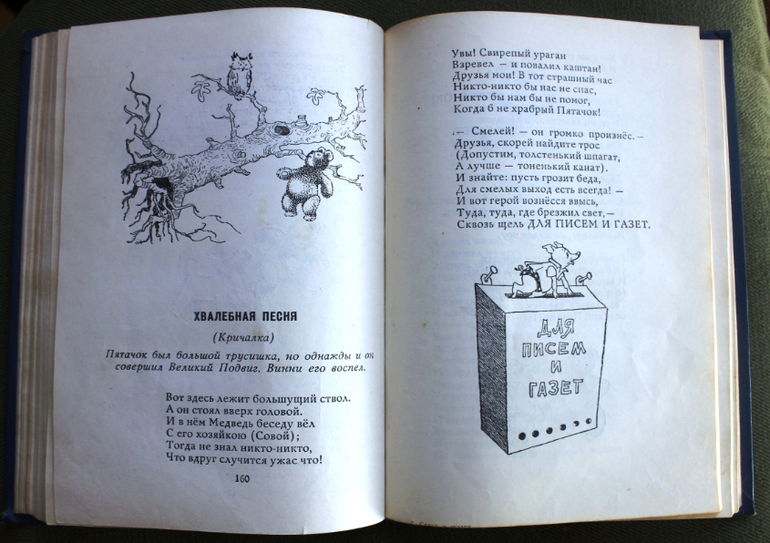 ХВАЛЕБНАЯ ПЕСНЯ
(Кричалка)
Пятачок был большой трусишка, но однажды и он
совершил Великий Подвиг. Винни его воспел.
Вот здесь лежит большущий ствол.
А он стоял вверх головой.
И в нём Медведь беседу вёл
С его хозяйкою (Совой);
Тогда не знал никто-никто,
Что вдруг случится ужас что!
160
Увы! Свирепый ураган
Взревел — и повалил каштан!
Друзья мои! В тот страшный час
Никто-никто бы нас не спас,
Никто бы нам бы не помог,
Когда б не храбрый Пятачок!
— Смелей! — он громко произнёс. —
Друзья, скорей найдите трос
(Допустим, толстенький шпагат,
А лучше — тоненький канат).
И знайте: пусть грозит беда,
Для смелых выход есть всегда! —
И вот герой вознёсся ввысь,
Туда, туда, где брезжил свет, —
Сквозь щель ДЛЯ ПИСЕМ И ГАЗЕТ.
ДЛЯ
ПИСЕМ
И
ГАЗЕТ